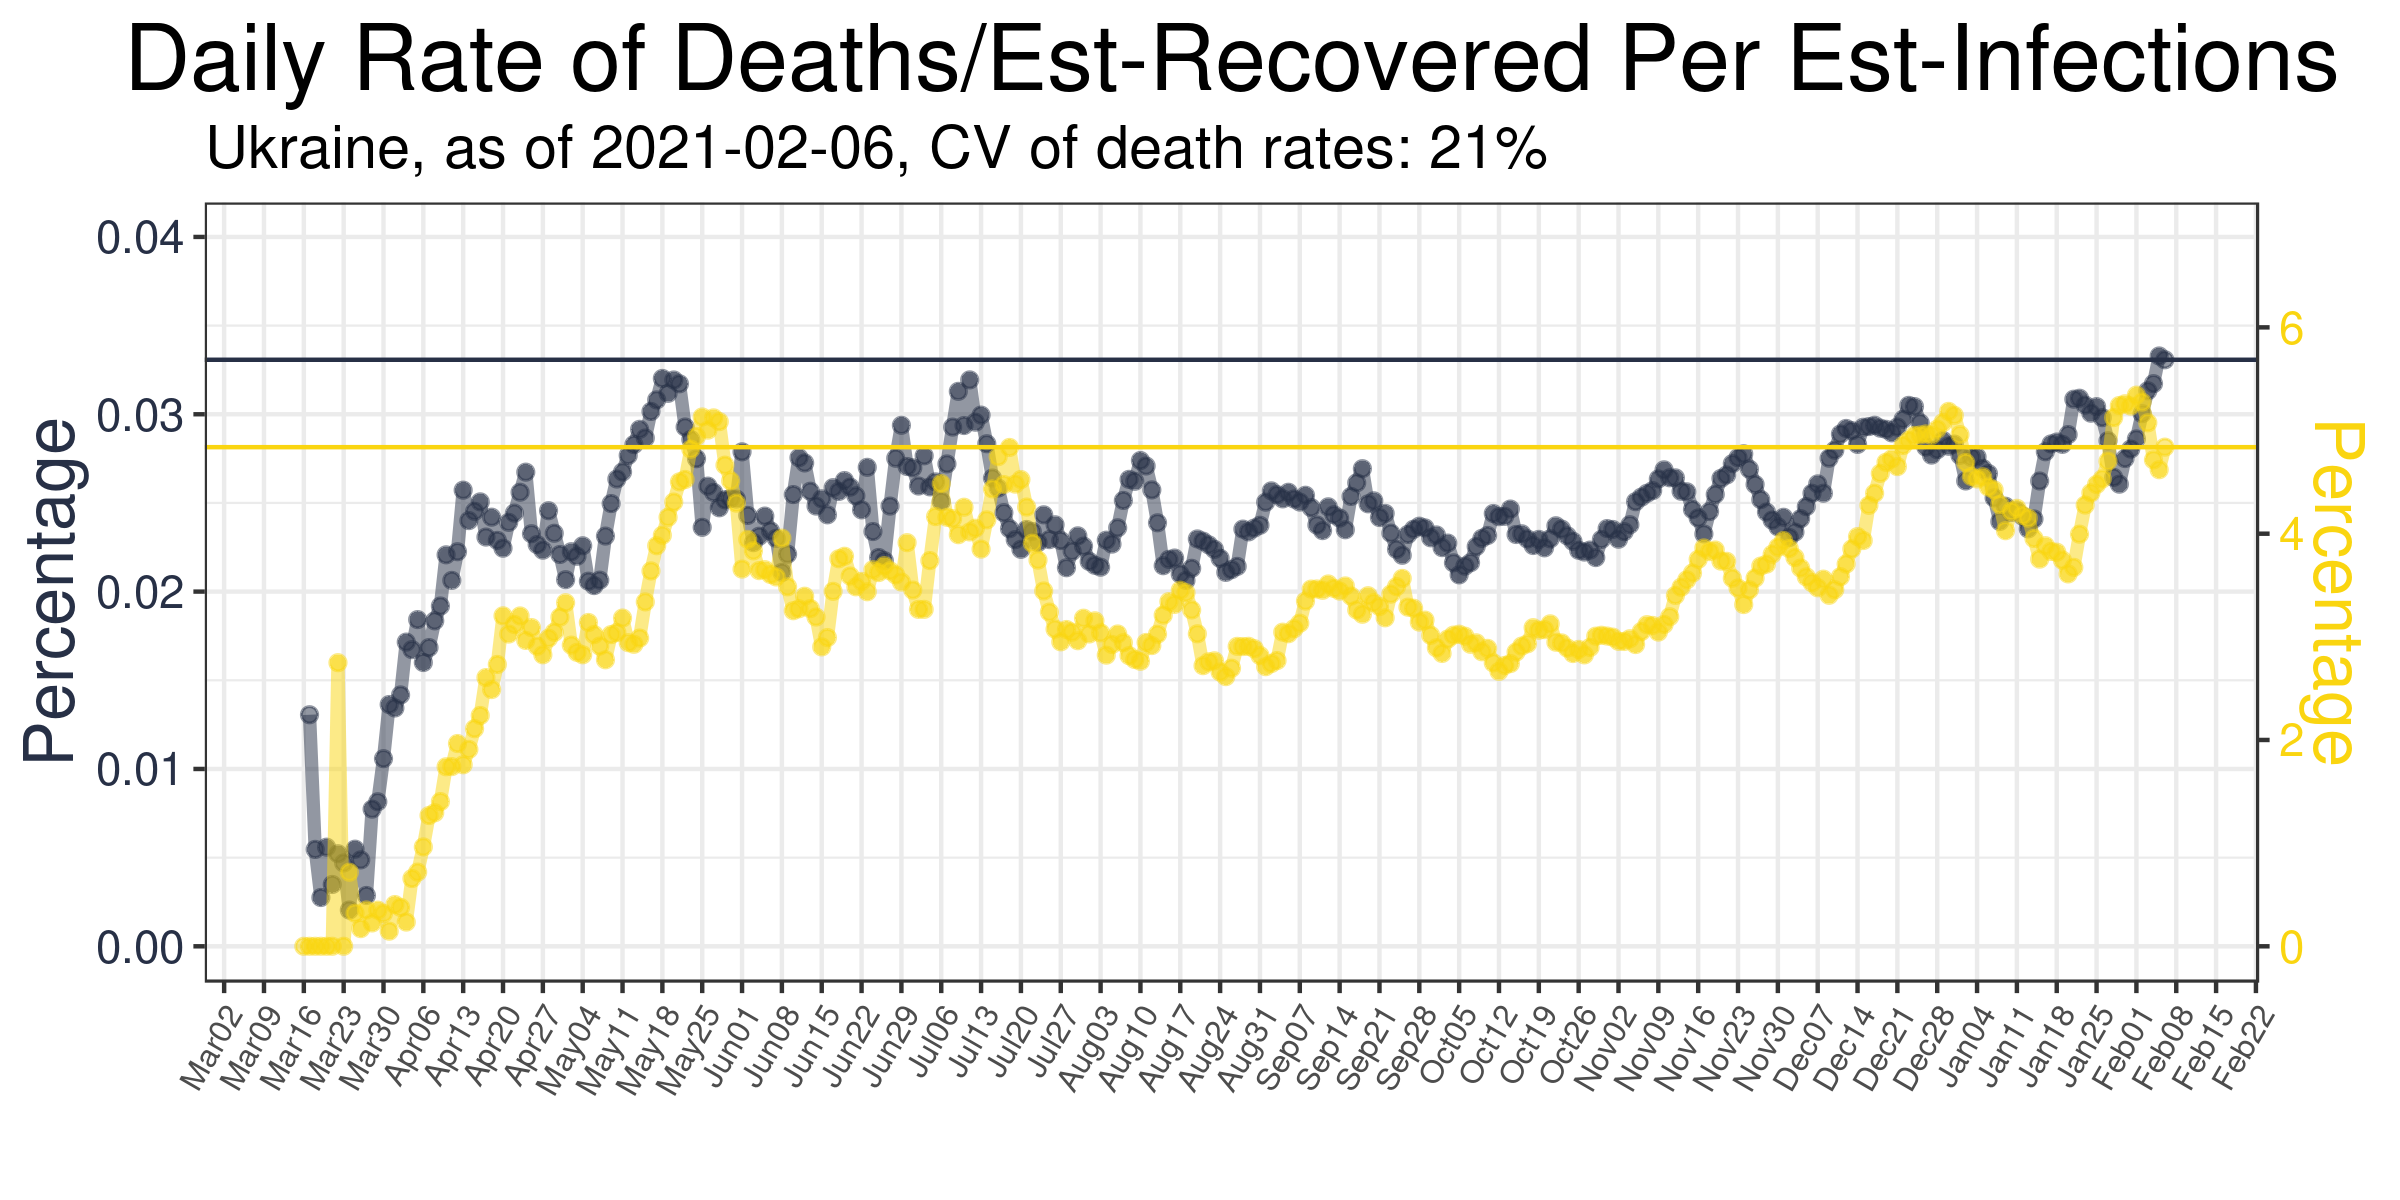 Daily Rate of Deaths/Est-Recovered Per Est-Infections
Ukraine, as of 2021-02-06, CV of death rates: 21%
Percentage
0.04
0.03
0.02
0.01
0.00
6
4
2
0
Percentage
Mar02
Mar09
Mar16
Mar23
Mar30
Apr06
Apr13
Apr20
Apr27
May04
May11
May18
May25
Jun01
Jun08
Jun15
Jun22
Jun29
Jul06
Jul13
Jul20
Jul27
Aug03
Aug10
Aug17
Aug24
Aug31
Sep07
Sep14
Sep21
Sep28
Oct05
Oct12
Oct19
Oct26
Nov02
Nov09
Nov16
Nov23
Nov30
Dec07
Dec14
Dec21
Dec28
Jan04
Jan11
Jan18
Jan25
Feb01
Feb08
Feb15
Feb22